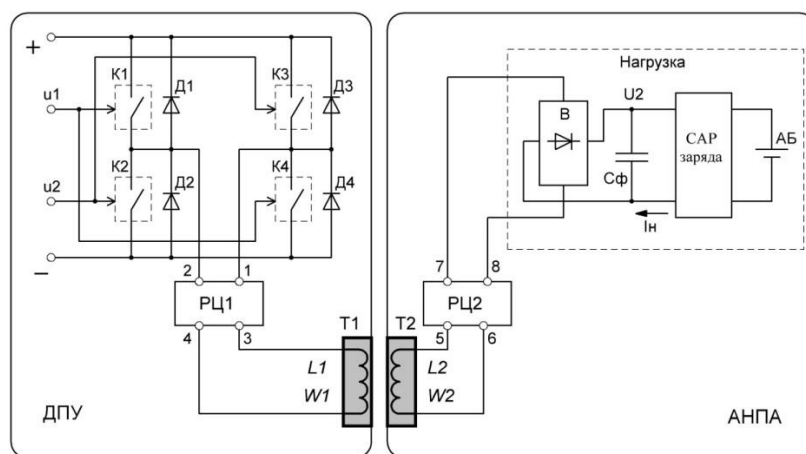 +
К1
Д1
К3
Д3
u1
К2
Д2
К4
Д4
u2
−
2
1
РЦ1
4
3
T1
L1
W1
ДПУ
Нагрузка
В
U2
Сф
САР
заряда
АБ
Iн
7
8
РЦ2
5
6
T2
L2
W2
АНПА